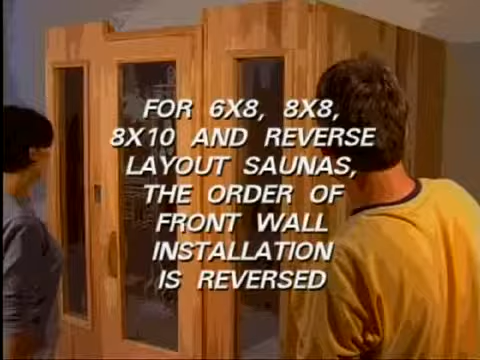 FOR 6X8, 8X8,
8X10 AND REVERSE
LAYOUT SAUNAS,
THE ORDER OF
FRONT WALL
INSTALLATION
IS REVERSED